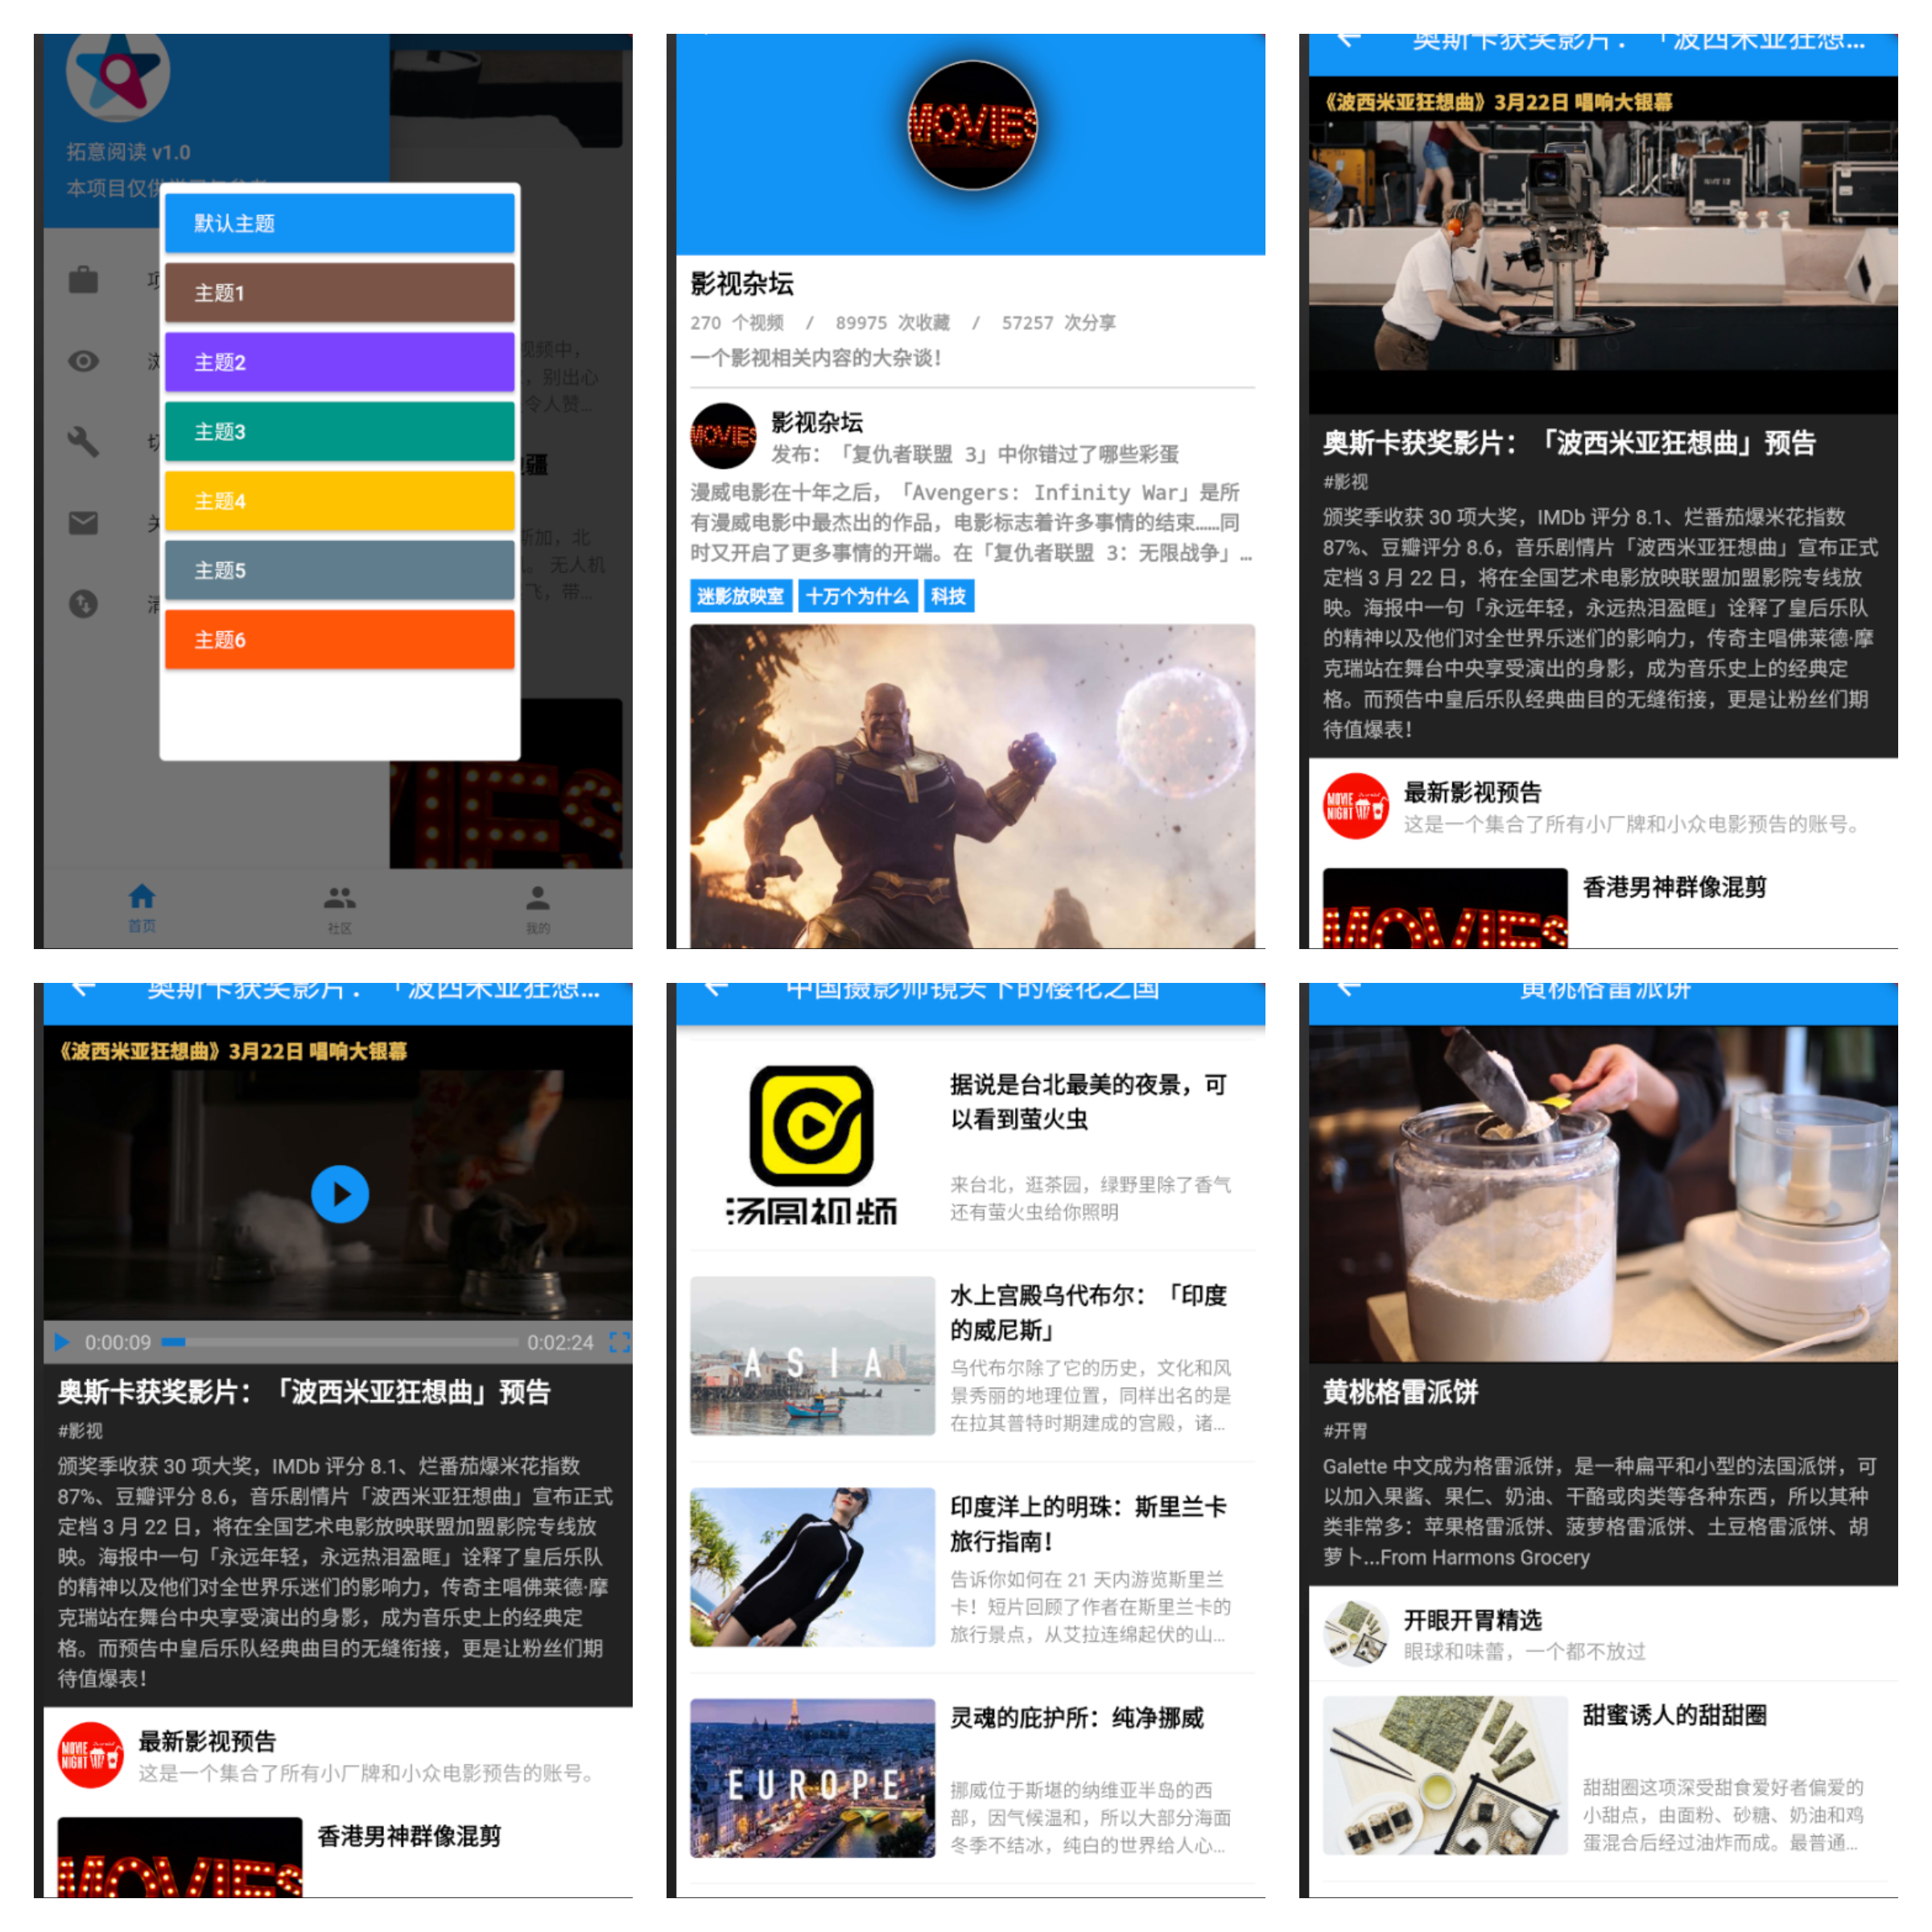 拓意阅读 v1.0
本项目仅供
默认主题
主题1
主题2
主题3
主题4
主题5
主题6
视频中，
，别出心
令人赞...
疆
斯加，北
。无人机
飞，带...
首页
社区
我的
MOVIES
影视杂坛
270 个视频 / 89975 次收藏 / 57257 次分享
一个影视相关内容的大杂谈！
MOVIES
影视杂坛
发布：「复仇者联盟 3」中你错过了哪些彩蛋
漫威电影在十年之后，「Avengers: Infinity War」是所
有漫威电影中最杰出的作品，电影标志着许多事情的结束……同
时又开启了更多事情的开端。在「复仇者联盟 3：无限战争」...
迷影放映室 十万个为什么 科技
奥斯卡获奖影片：「波西米亚狂想...
《波西米亚狂想曲》3月22日 唱响大银幕
奥斯卡获奖影片：「波西米亚狂想曲」预告
#影视
颁奖季收获 30 项大奖，IMDb 评分 8.1、烂番茄爆米花指数
87%、豆瓣评分 8.6，音乐剧情片「波西米亚狂想曲」宣布正式
定档 3 月 22 日，将在全国艺术电影放映联盟加盟影院专线放
映。海报中一句「永远年轻，永远热泪盈眶」诠释了皇后乐队
的精神以及他们对全世界乐迷们的影响力，传奇主唱佛莱德·摩
克瑞站在舞台中央享受演出的身影，成为音乐史上的经典定
格。而预告中皇后乐队经典曲目的无缝衔接，更是让粉丝们期
待值爆表！
MOVIE
NIGHT
最新影视预告
这是一个集合了所有小厂牌和小众电影预告的账号。
香港男神群像混剪
MOVIES
奥斯卡获奖影片：「波西米亚狂想...
《波西米亚狂想曲》3月22日 唱响大银幕
0:00:09
0:02:24
奥斯卡获奖影片：「波西米亚狂想曲」预告
#影视
颁奖季收获 30 项大奖，IMDb 评分 8.1、烂番茄爆米花指数
87%、豆瓣评分 8.6，音乐剧情片「波西米亚狂想曲」宣布正式
定档 3 月 22 日，将在全国艺术电影放映联盟加盟影院专线放
映。海报中一句「永远年轻，永远热泪盈眶」诠释了皇后乐队
的精神以及他们对全世界乐迷们的影响力，传奇主唱佛莱德·摩
克瑞站在舞台中央享受演出的身影，成为音乐史上的经典定
格。而预告中皇后乐队经典曲目的无缝衔接，更是让粉丝们期
待值爆表！
MOVIE
NIGHT
最新影视预告
这是一个集合了所有小厂牌和小众电影预告的账号。
香港男神群像混剪
MOVIES
中国摄影师镜头下的樱花之国
汤圆视频
据说是台北最美的夜景，可
以看到萤火虫
来台北，逛茶园，绿野里除了香气
还有萤火虫给你照明
ASIA
水上宫殿乌代布尔：「印度
的威尼斯」
乌代布尔除了它的历史，文化和风
景秀丽的地理位置，同样出名的是
在拉其普特时期建成的宫殿，诸...
印度洋上的明珠：斯里兰卡
旅行指南！
告诉你如何在 21 天内游览斯里兰
卡！短片回顾了作者在斯里兰卡的
旅行景点，从艾拉连绵起伏的山...
EUROPE
灵魂的庇护所：纯净挪威
挪威位于斯堪的纳维亚半岛的西
部，因气候温和，所以大部分海面
冬季不结冰，纯白的世界给人心...
黄桃格雷派饼
黄桃格雷派饼
#开胃
Galette 中文成为格雷派饼，是一种扁平和小型的法国派饼，可
以加入果酱、果仁、奶油、干酪或肉类等各种东西，所以其种
类非常多：苹果格雷派饼、菠萝格雷派饼、土豆格雷派饼、胡
萝卜...From Harmons Grocery
开眼开胃精选
眼球和味蕾，一个都不放过
甜蜜诱人的甜甜圈
甜甜圈这项深受甜食爱好者偏爱的
小甜点，由面粉、砂糖、奶油和鸡
蛋混合后经过油炸而成。最普通...